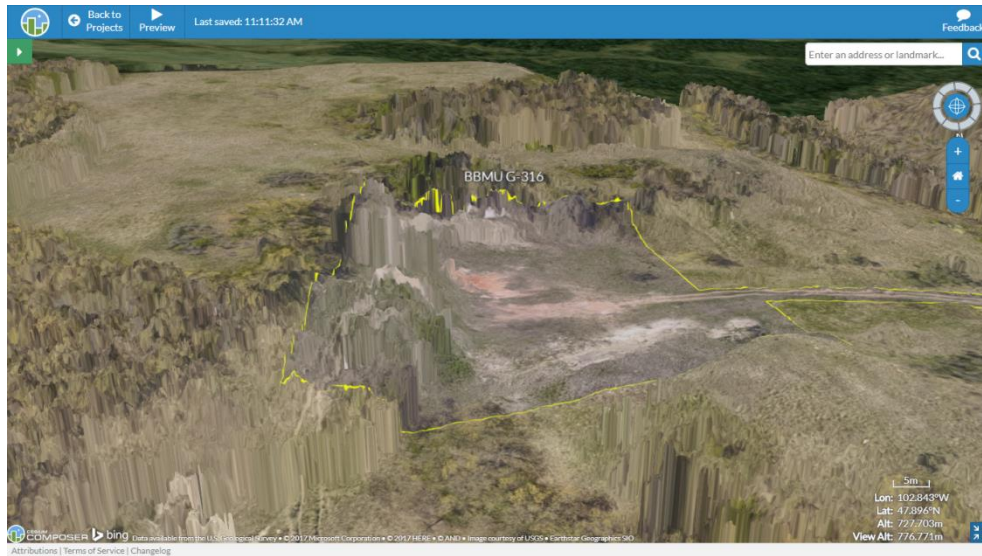 Back to
Projects
Preview
Last saved: 11:11:32 AM
Feedback
Enter an address or landmark...
N
+
-
BBMU G-316
5m
Lon: 102.843°W
Lat: 47.896°N
Alt: 727.703m
View Alt: 776.771m
CESIUM
COMPOSER bing Data available from the U.S. Geological Survey • © 2017 Microsoft Corporation • © 2017 HERE • © AND • Image courtesy of USGS • Earthstar Geographics SIO
Attributions | Terms of Service | Changelog